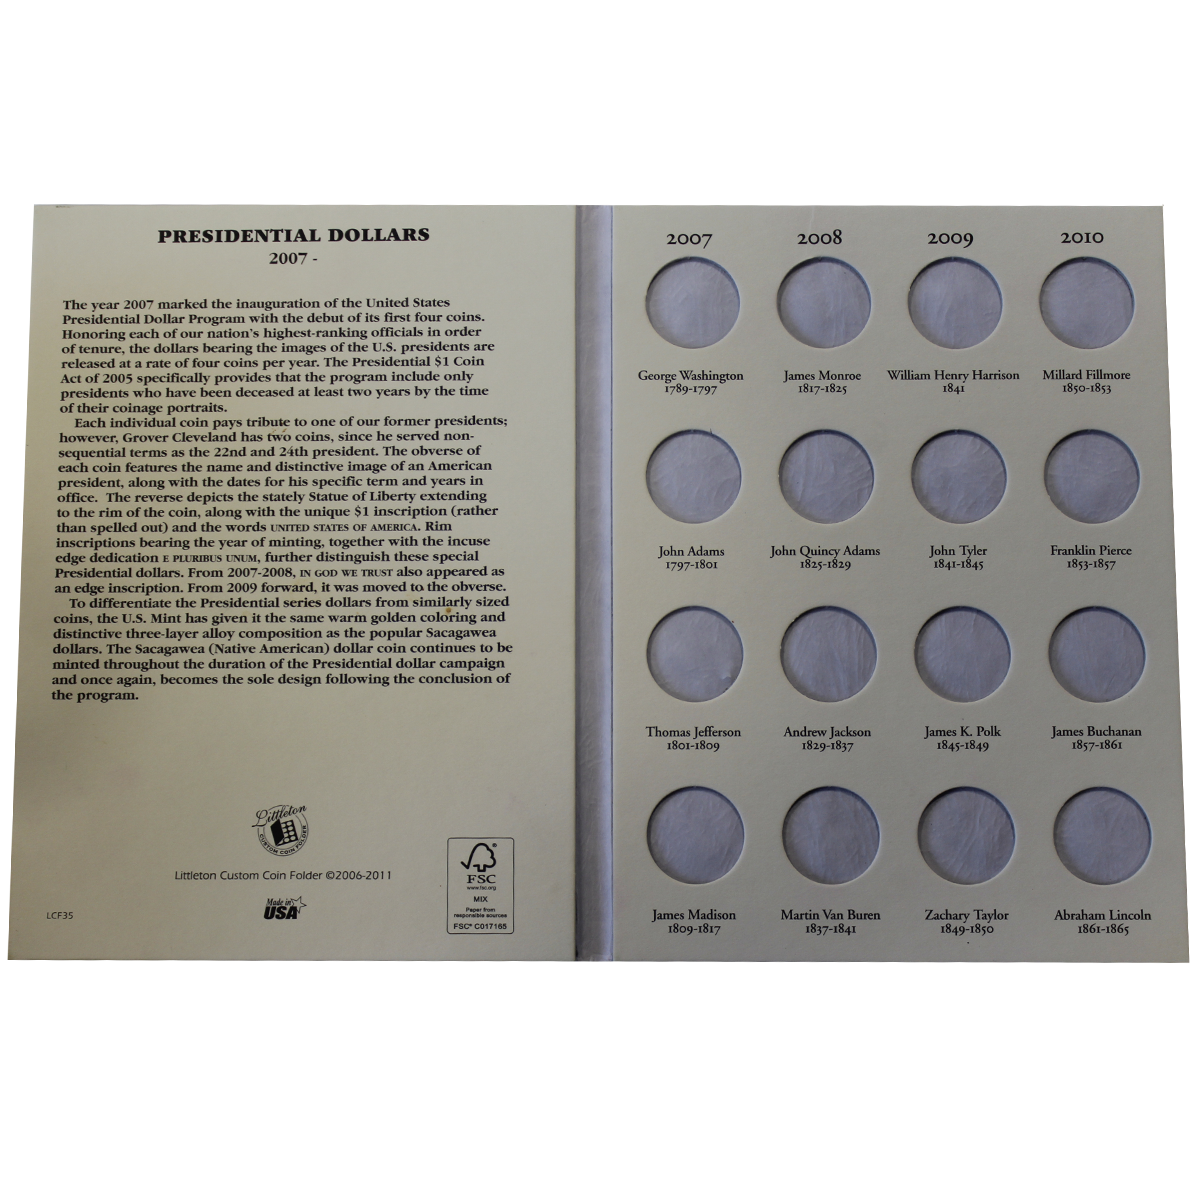 PRESIDENTIAL DOLLARS
2007 -
The year 2007 marked the inauguration of the United States
Presidential Dollar Program with the debut of its first four coins.
Honoring each of our nation's highest-ranking officials in order
of tenure, the dollars bearing the images of the U.S. presidents are
released at a rate of four coins per year. The Presidential $1 Coin
Act of 2005 specifically provides that the program include only
presidents who have been deceased at least two years by the time
of their coinage portraits.
Each individual coin pays tribute to one of our former presidents;
however, Grover Cleveland has two coins, since he served non-
sequential terms as the 22nd and 24th president. The obverse of
each coin features the name and distinctive image of an American
president, along with the dates for his specific term and years in
office. The reverse depicts the stately Statue of Liberty extending
to the rim of the coin, along with the unique $1 inscription (rather
than spelled out) and the words UNITED STATES OF AMERICA. Rim
inscriptions bearing the year of minting, together with the incuse
edge dedication E PLURIBUS UNUM, further distinguish these special
Presidential dollars. From 2007-2008, IN GOD WE TRUST also appeared as
an edge inscription. From 2009 forward, it was moved to the obverse.
To differentiate the Presidential series dollars from similarly sized
coins, the U.S. Mint has given it the same warm golden coloring and
distinctive three-layer alloy composition as the popular Sacagawea
dollars. The Sacagawea (Native American) dollar coin continues to be
minted throughout the duration of the Presidential dollar campaign
and once again, becomes the sole design following the conclusion of
the program.
Littleton
CUSTOM COIN FOLDER
Littleton Custom Coin Folder ©2006-2011
Made in
USA
LCF35
FSC
www.fsc.org
MIX
Paper from
responsible sources
FSC® C017165
2007 2008 2009 2010
George Washington James Monroe William Henry Harrison Millard Fillmore
1789-1797 1817-1825 1841 1850-1853
John Adams John Quincy Adams John Tyler Franklin Pierce
1797-1801 1825-1829 1841-1845 1853-1857
Thomas Jefferson Andrew Jackson James K. Polk James Buchanan
1801-1809 1829-1837 1845-1849 1857-1861
James Madison Martin Van Buren Zachary Taylor Abraham Lincoln
1809-1817 1837-1841 1849-1850 1861-1865